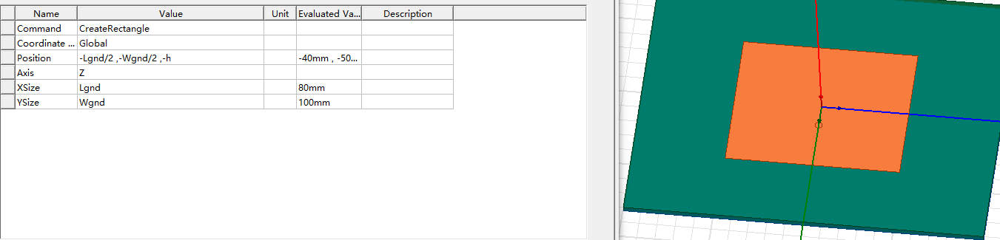 Name Value Unit Evaluated Va... Description
Command CreateRectangle
Coordinate ... Global
Position -Lgnd/2 ,-Wgnd/2 ,-h -40mm , -50...
Axis Z
XSize Lgnd 80mm
YSize Wgnd 100mm